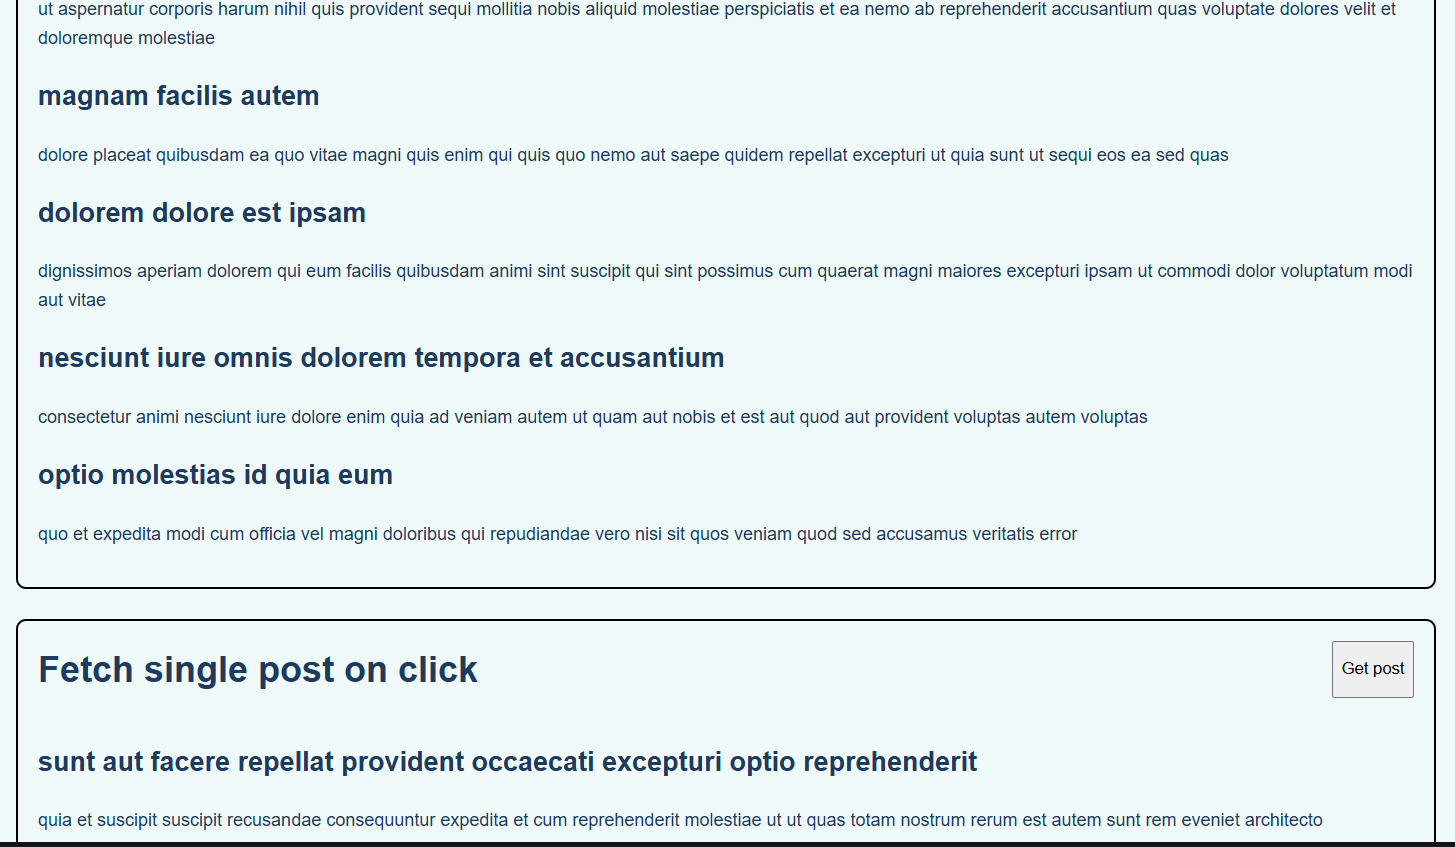 ut aspernatur corporis harum nihil quis provident sequi mollitia nobis aliquid molestiae perspiciatis et ea nemo ab reprehenderit accusantium quas voluptate dolores velit et
doloremque molestiae
magnam facilis autem
dolore placeat quibusdam ea quo vitae magni quis enim qui quis quo nemo aut saepe quidem repellat excepturi ut quia sunt ut sequi eos ea sed quas
dolorem dolore est ipsam
dignissimos aperiam dolorem qui eum facilis quibusdam animi sint suscipit qui sint possimus cum quaerat magni maiores excepturi ipsam ut commodi dolor voluptatum modi
aut vitae
nesciunt iure omnis dolorem tempora et accusantium
consectetur animi nesciunt iure dolore enim quia ad veniam autem ut quam aut nobis et est aut quod aut provident voluptas autem voluptas
optio molestias id quia eum
quo et expedita modi cum officia vel magni doloribus qui repudiandae vero nisi sit quos veniam quod sed accusamus veritatis error
Fetch single post on click
Get post
sunt aut facere repellat provident occaecati excepturi optio reprehenderit
quia et suscipit suscipit recusandae consequuntur expedita et cum reprehenderit molestiae ut ut quas totam nostrum rerum est autem sunt rem eveniet architecto